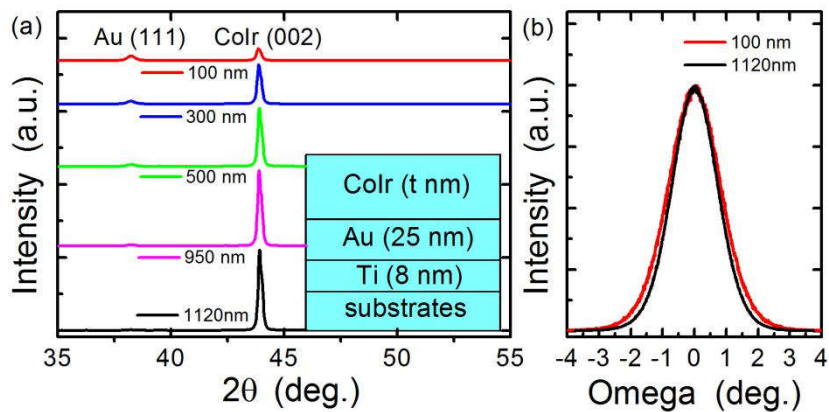 (a)
Au (111) CoIr (002)
100 nm
300 nm
500 nm
950 nm
1120nm
CoIr (t nm)
Au (25 nm)
Ti (8 nm)
substrates
Intensity (a.u.)
35 40 45 50 55
2θ (deg.)
(b)
100 nm
1120nm
Intensity (a.u.)
-4 -3 -2 -1 0 1 2 3 4
Omega (deg.)